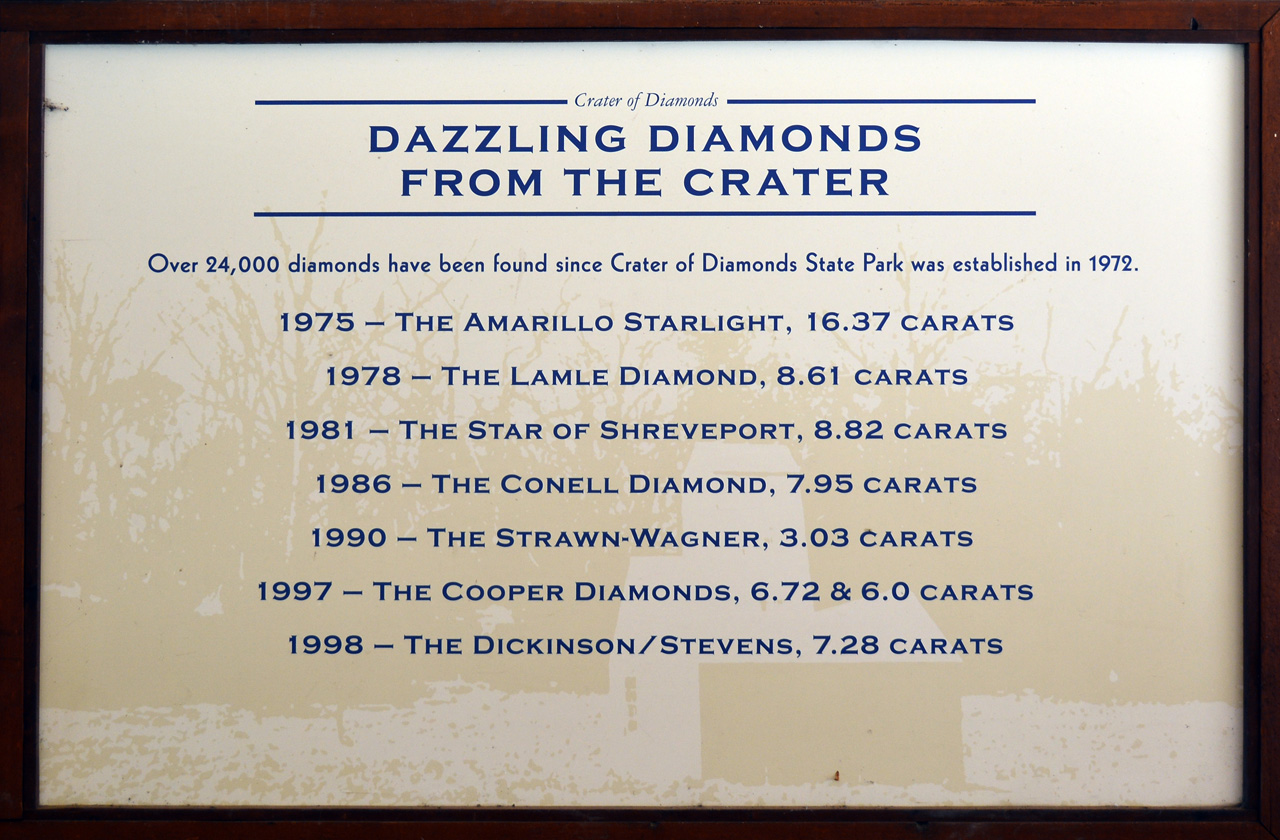 Crater of Diamonds
DAZZLING DIAMONDS
FROM THE CRATER
Over 24,000 diamonds have been found since Crater of Diamonds State Park was established in 1972.
1975 – THE AMARILLO STARLIGHT, 16.37 CARATS
1978 – THE LAMLE DIAMOND, 8.61 CARATS
1981 – THE STAR OF SHREVEPORT, 8.82 CARATS
1986 – THE CONELL DIAMOND, 7.95 CARATS
1990 – THE STRAWN-WAGNER, 3.03 CARATS
1997 – THE COOPER DIAMONDS, 6.72 & 6.0 CARATS
1998 – THE DICKINSON/STEVENS, 7.28 CARATS